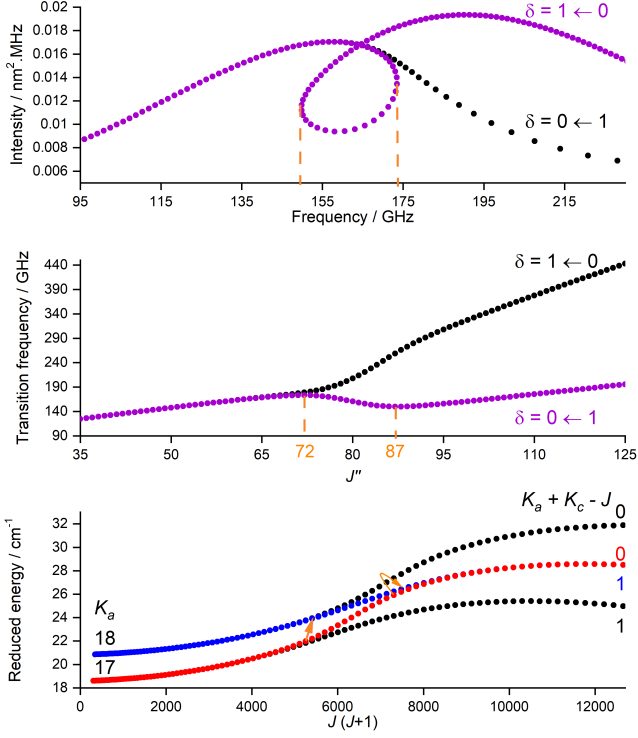 0.02
0.018
0.016
0.014
0.012
0.01
0.008
0.006
Intensity / nm².MHz
δ = 1 ← 0
δ = 0 ← 1
95 115 135 155 175 195 215
Frequency / GHz
440
390
340
290
240
190
140
90
Transition frequency / GHz
δ = 1 ← 0
δ = 0 ← 1
35 50 65 72 80 87 95 110 125
J″
Kₐ + K꜀ - J
32
30
28
26
24
22
20
18
Reduced energy / cm⁻¹
Kₐ
18
17
0
0
1
1
0 2000 4000 6000 8000 10000 12000
J (J+1)